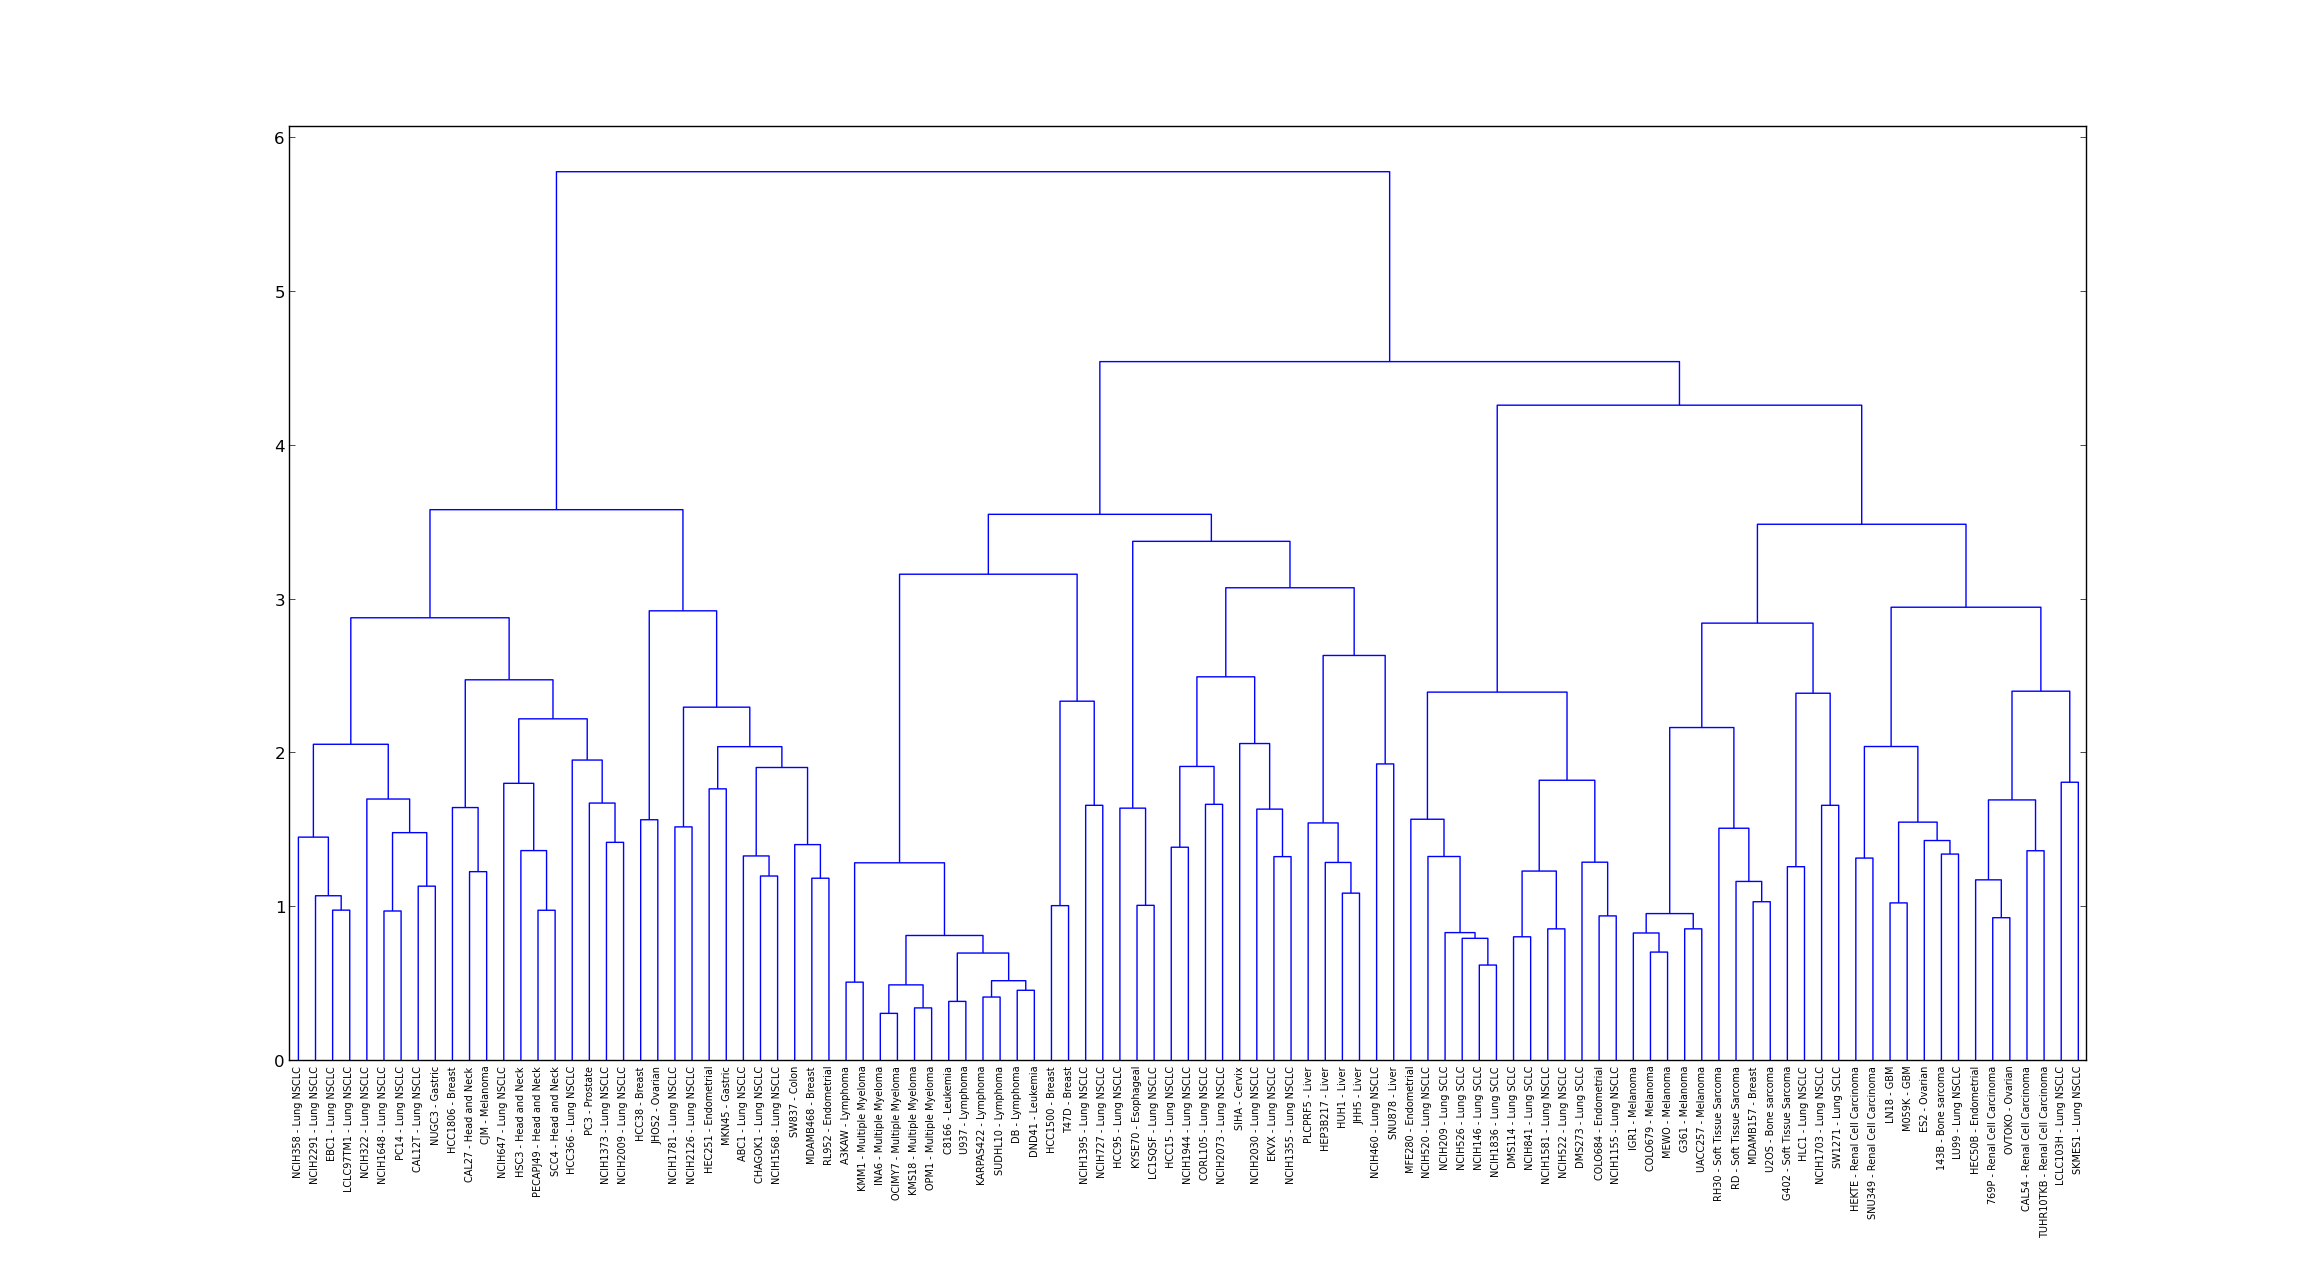 6
5
4
3
2
1
0
NCIH358 - Lung NSCLC
NCIH2291 - Lung NSCLC
EBC1 - Lung NSCLC
LCLC97TM1 - Lung NSCLC
NCIH322 - Lung NSCLC
NCIH1648 - Lung NSCLC
PC14 - Lung NSCLC
CAL12T - Lung NSCLC
NUGC3 - Gastric
HCC1806 - Breast
CAL27 - Head and Neck
CJM - Melanoma
NCIH647 - Lung NSCLC
HSC3 - Head and Neck
PECAPJ49 - Head and Neck
SCC4 - Head and Neck
HCC366 - Lung NSCLC
PC3 - Prostate
NCIH1373 - Lung NSCLC
NCIH2009 - Lung NSCLC
HCC38 - Breast
JHOS2 - Ovarian
NCIH1781 - Lung NSCLC
NCIH2126 - Lung NSCLC
HEC251 - Endometrial
MKN45 - Gastric
ABC1 - Lung NSCLC
CHAGOK1 - Lung NSCLC
NCIH1568 - Lung NSCLC
SW837 - Colon
MDAMB468 - Breast
RL952 - Endometrial
A3KAW - Lymphoma
KMM1 - Multiple Myeloma
INA6 - Multiple Myeloma
OCIMY7 - Multiple Myeloma
KMS18 - Multiple Myeloma
OPM1 - Multiple Myeloma
CB166 - Leukemia
U937 - Lymphoma
KARPAS422 - Lymphoma
SUDHL10 - Lymphoma
DB - Lymphoma
DND41 - Leukemia
HCC1500 - Breast
T47D - Breast
NCIH1395 - Lung NSCLC
NCIH727 - Lung NSCLC
HCC95 - Lung NSCLC
KYSE70 - Esophageal
LC1SQSF - Lung NSCLC
HCC15 - Lung NSCLC
NCIH1944 - Lung NSCLC
CORL105 - Lung NSCLC
NCIH2073 - Lung NSCLC
SIHA - Cervix
NCIH2030 - Lung NSCLC
EKVX - Lung NSCLC
NCIH1355 - Lung NSCLC
PLCPRF5 - Liver
HEP3B217 - Liver
HUH1 - Liver
JHH5 - Liver
NCIH460 - Lung NSCLC
SNU878 - Liver
MFE280 - Endometrial
NCIH520 - Lung NSCLC
NCIH209 - Lung SCLC
NCIH526 - Lung SCLC
NCIH146 - Lung SCLC
NCIH1836 - Lung SCLC
DMS114 - Lung SCLC
NCIH841 - Lung SCLC
NCIH1581 - Lung NSCLC
NCIH522 - Lung NSCLC
DMS273 - Lung SCLC
COLO684 - Endometrial
NCIH1155 - Lung NSCLC
IGR1 - Melanoma
COLO679 - Melanoma
MEWO - Melanoma
G361 - Melanoma
UACC257 - Melanoma
RH30 - Soft Tissue Sarcoma
RD - Soft Tissue Sarcoma
MDAMB157 - Breast
U2OS - Bone sarcoma
G402 - Soft Tissue Sarcoma
HLC1 - Lung NSCLC
NCIH1703 - Lung NSCLC
SW1271 - Lung SCLC
HEKTE - Renal Cell Carcinoma
SNU349 - Renal Cell Carcinoma
LN18 - GBM
M059K - GBM
ES2 - Ovarian
143B - Bone sarcoma
LU99 - Lung NSCLC
HEC50B - Endometrial
769P - Renal Cell Carcinoma
OVTOKO - Ovarian
CAL54 - Renal Cell Carcinoma
TUHR10TKB - Renal Cell Carcinoma
LCLC103H - Lung NSCLC
SKMES1 - Lung NSCLC